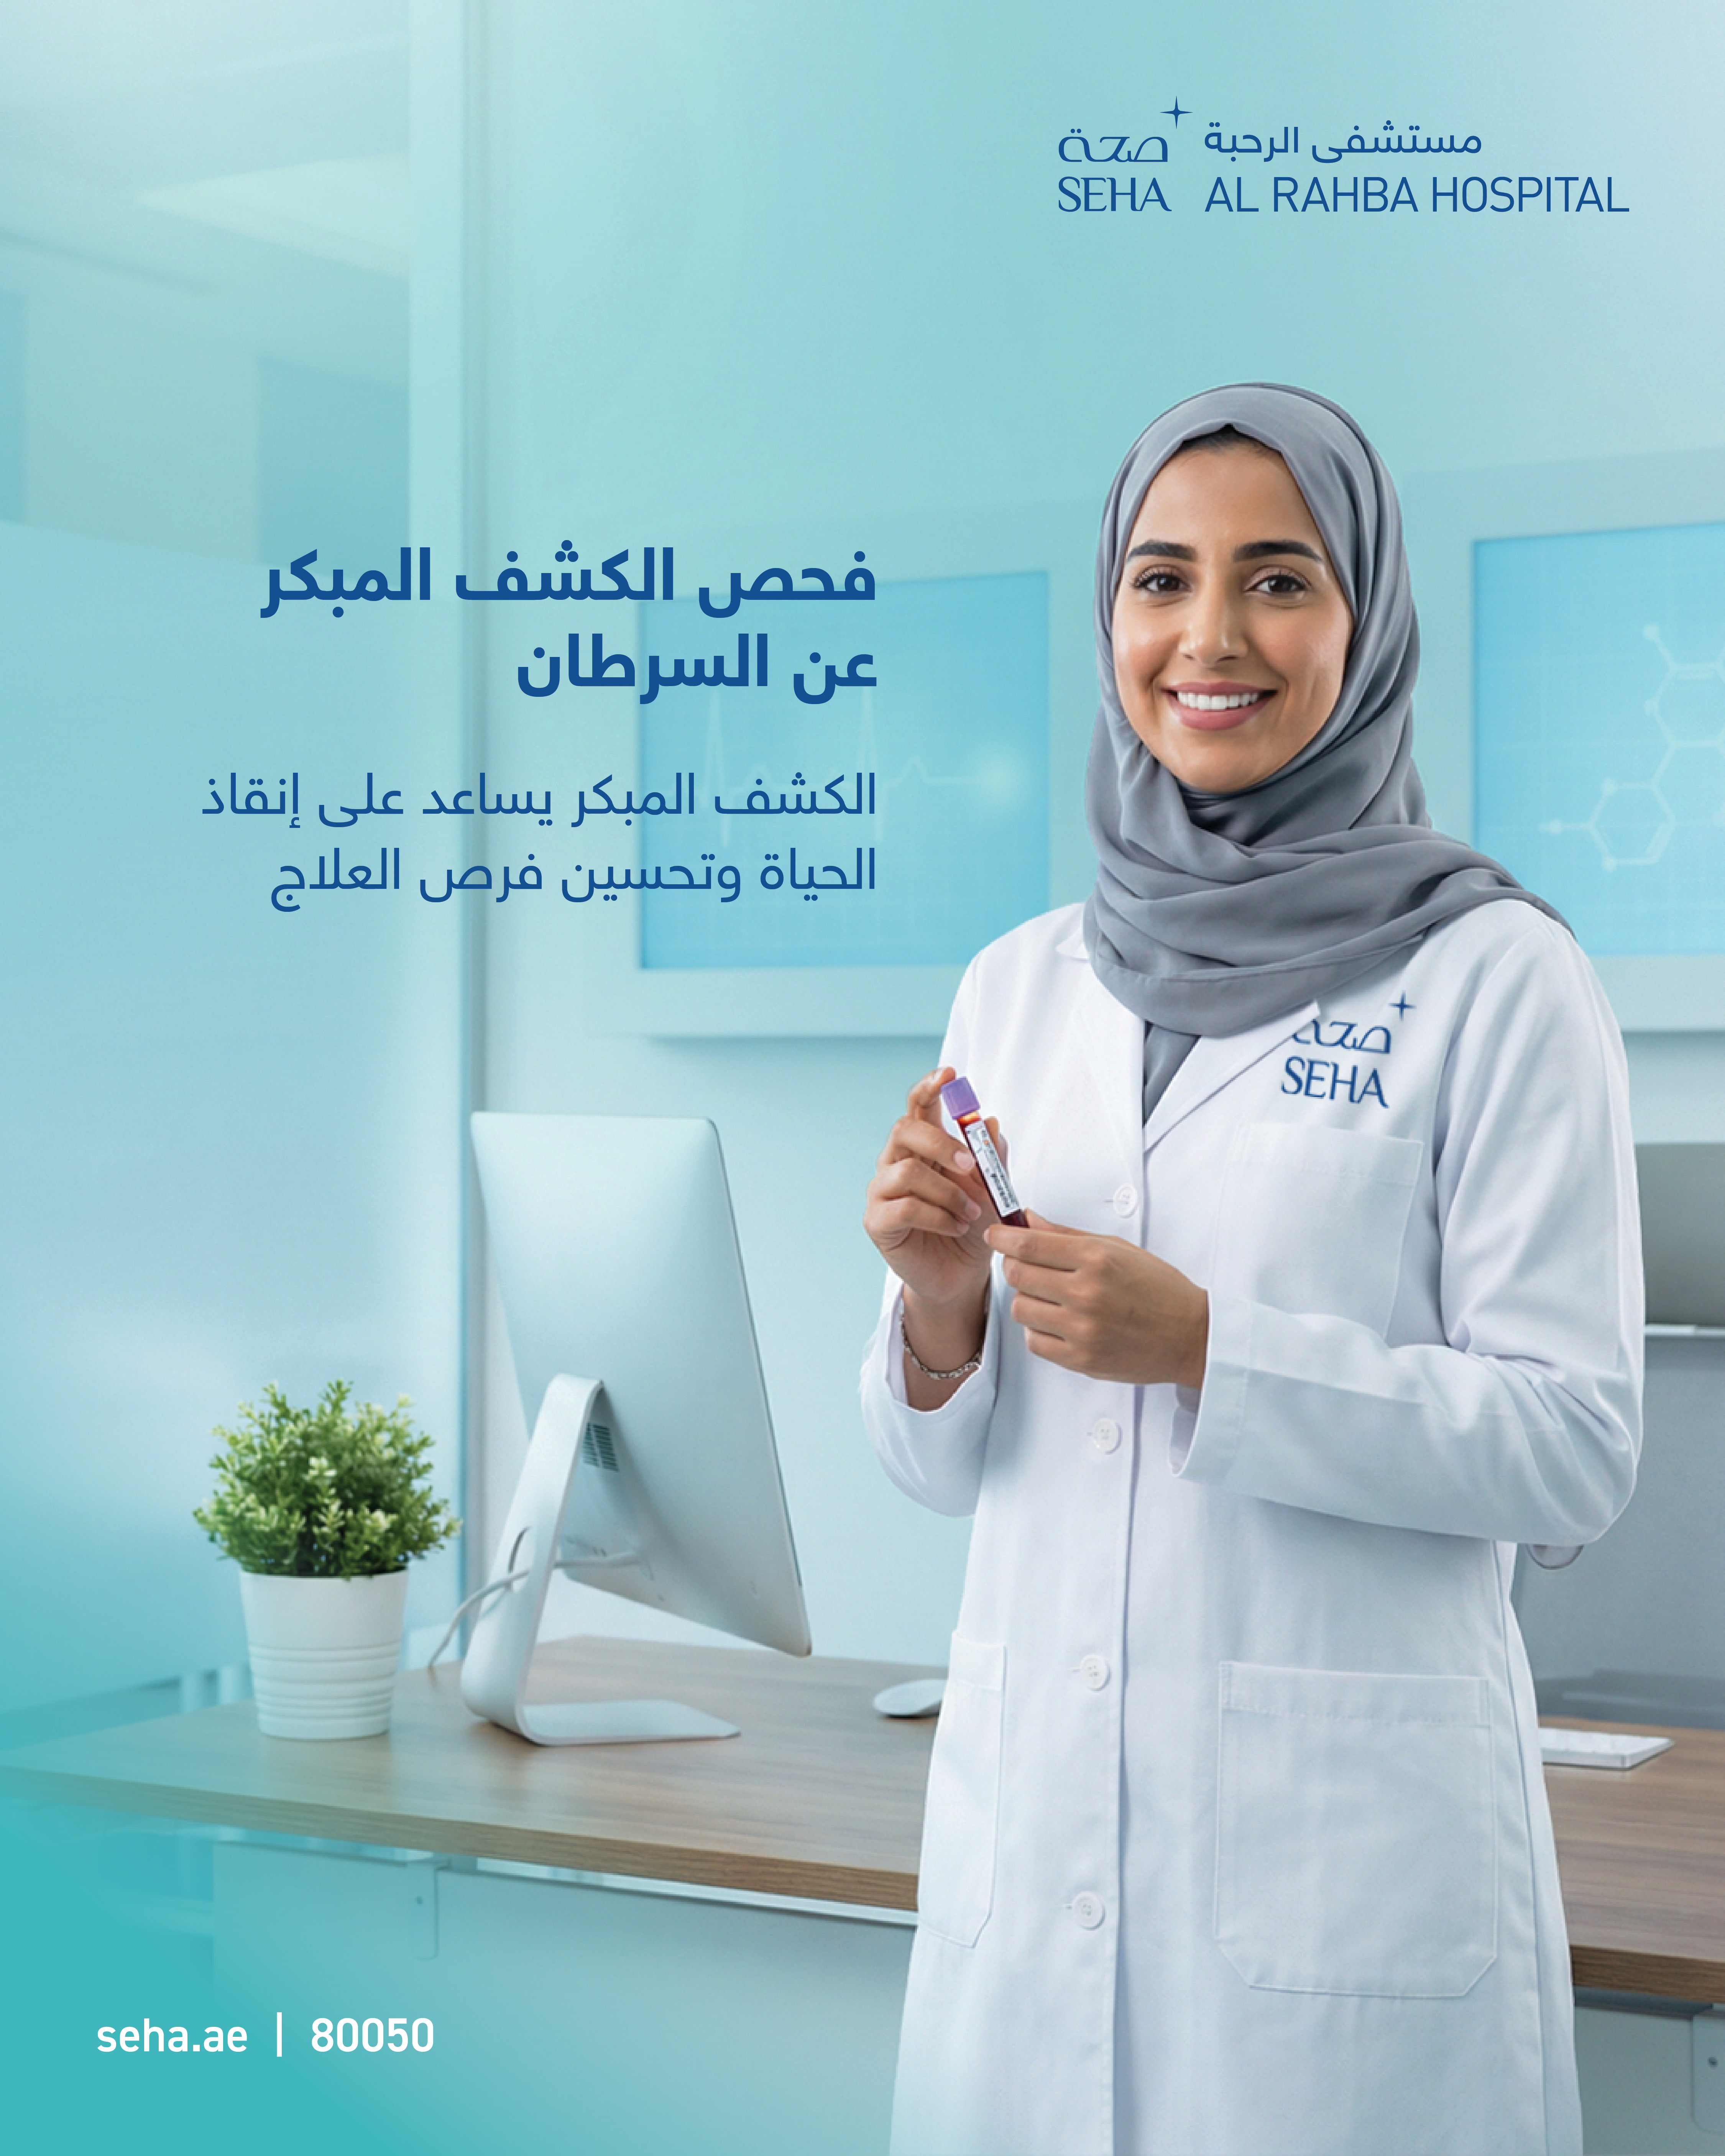 صحة مستشفى الرحبة
SEHA AL RAHBA HOSPITAL
فحص الكشف المبكر
عن السرطان
الكشف المبكر يساعد على إنقاذ
الحياة وتحسين فرص العلاج
صحة
SEHA
seha.ae | 80050